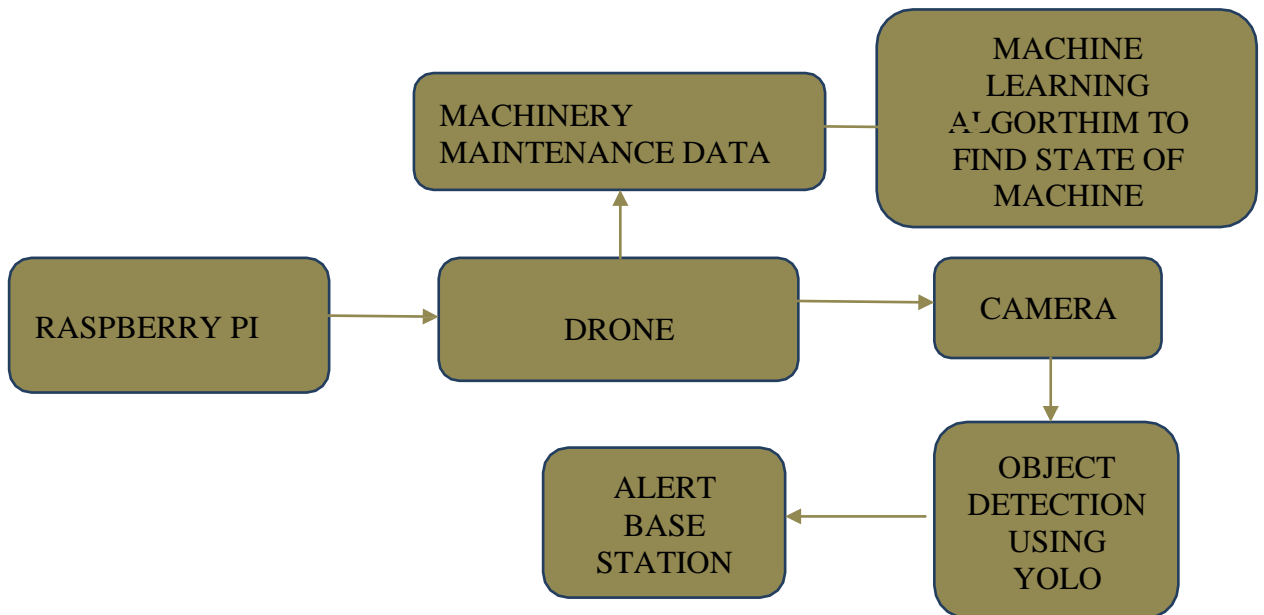 MACHINE
LEARNING
ALGORTHIM TO
FIND STATE OF
MACHINE
MACHINERY
MAINTENANCE DATA
RASPBERRY PI
DRONE
CAMERA
OBJECT
DETECTION
USING
YOLO
ALERT
BASE
STATION